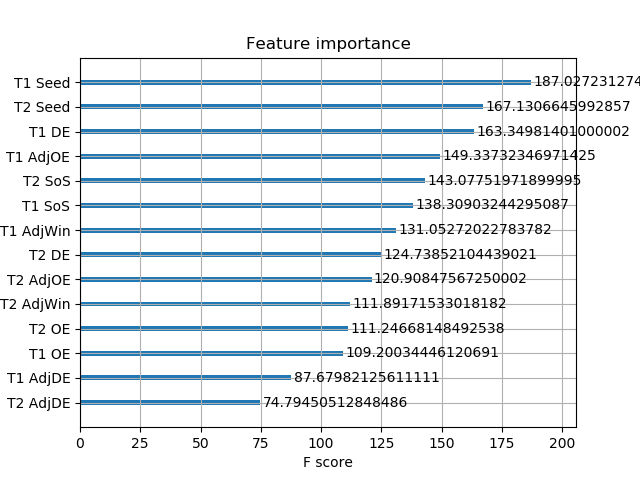 Feature importance
T1 Seed 187.027231274
T2 Seed 167.1306645992857
T1 DE 163.34981401000002
T1 AdjOE 149.33732346971425
T2 SoS 143.07751971899995
T1 SoS 138.30903244295087
T1 AdjWin 131.05272022783782
T2 DE 124.73852104439021
T2 AdjOE 120.90847567250002
T2 AdjWin 111.89171533018182
T2 OE 111.24668148492538
T1 OE 109.20034446120691
T1 AdjDE 87.67982125611111
T2 AdjDE 74.79450512848486
0 25 50 75 100 125 150 175 200
F score